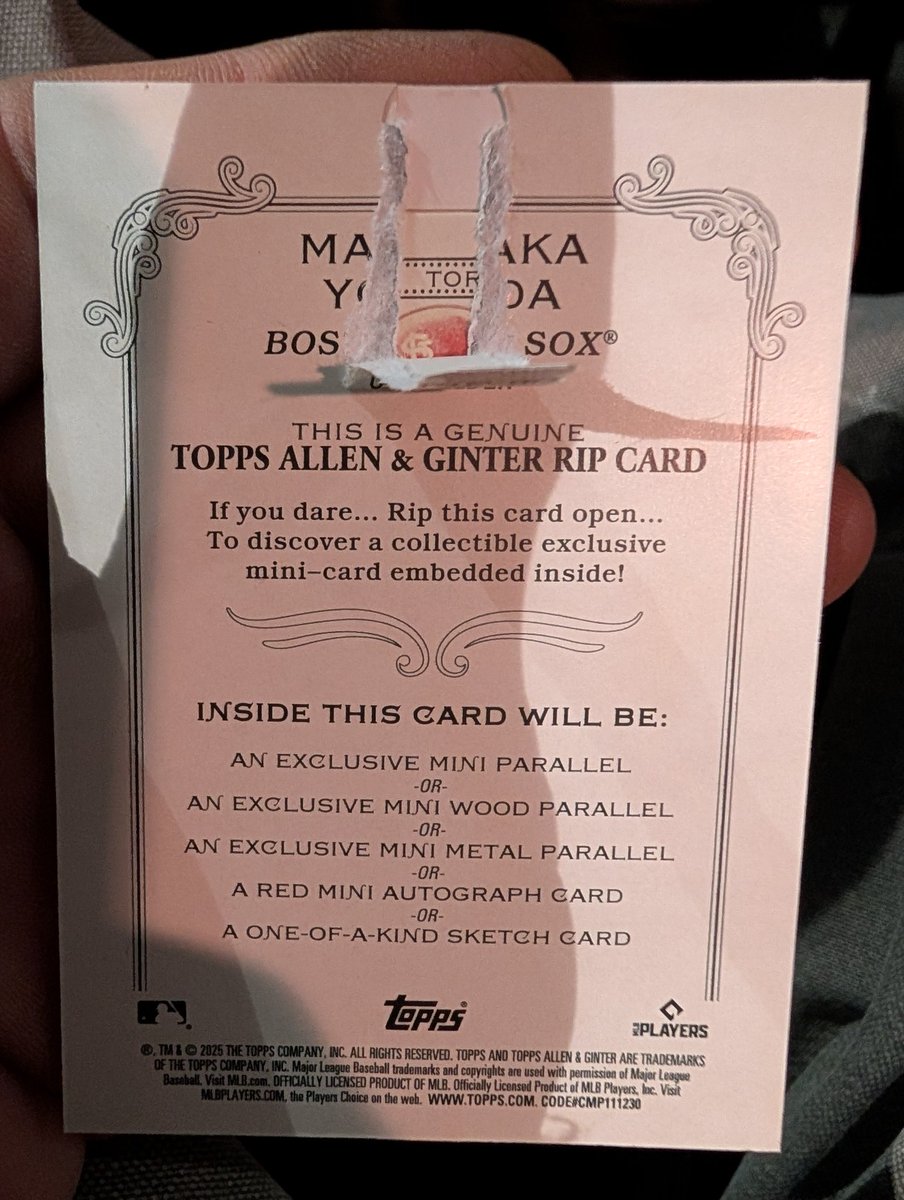 MA AKA
TOR
Y DA
BOS SOX®
THIS IS A GENUINE
TOPPS ALLEN & GINTER RIP CARD
If you dare... Rip this card open...
To discover a collectible exclusive
mini-card embedded inside!
INSIDE THIS CARD WILL BE:
AN EXCLUSIVE MINI PARALLEL
-OR-
AN EXCLUSIVE MINI WOOD PARALLEL
-OR-
AN EXCLUSIVE MINI METAL PARALLEL
-OR-
A RED MINI AUTOGRAPH CARD
-OR-
A ONE-OF-A-KIND SKETCH CARD
topps®
MLB PLAYERS
®, TM & © 2025 THE TOPPS COMPANY, INC. ALL RIGHTS RESERVED. TOPPS AND TOPPS ALLEN & GINTER ARE TRADEMARKS
OF THE TOPPS COMPANY, INC. Major League Baseball trademarks and copyrights are used with permission of Major League
Baseball. Visit MLB.com. OFFICIALLY LICENSED PRODUCT OF MLB. Officially Licensed Product of MLB Players, Inc. Visit
MLBPLAYERS.COM, the Players Choice on the web. WWW.TOPPS.COM. CODE#CMP111230